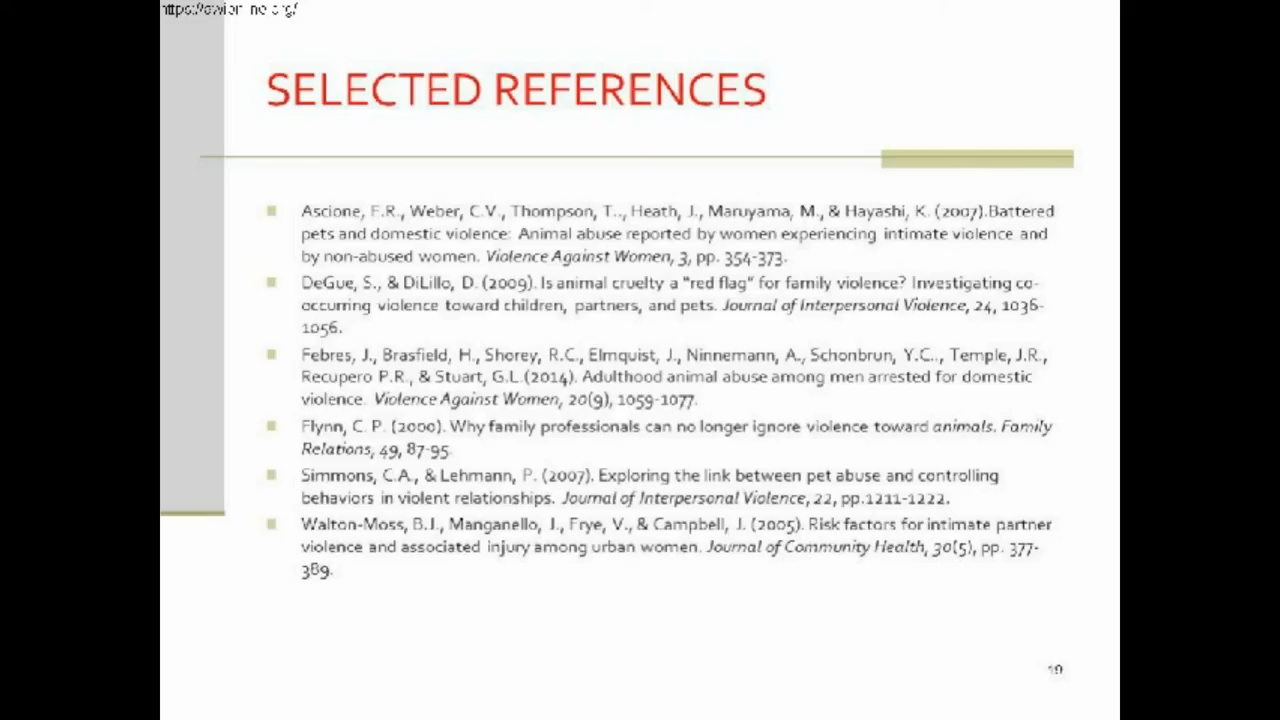 https://awionline.org/
SELECTED REFERENCES
Ascione, F.R., Weber, C.V., Thompson, T.., Heath, J., Maruyama, M., & Hayashi, K. (2007).Battered
pets and domestic violence: Animal abuse reported by women experiencing intimate violence and
by non-abused women. Violence Against Women, 3, pp. 354-373.
DeGue, S., & DiLillo, D. (2009). Is animal cruelty a “red flag” for family violence? Investigating co-
occurring violence toward children, partners, and pets. Journal of Interpersonal Violence, 24, 1036-
1056.
Febres, J., Brasfield, H., Shorey, R.C., Elmquist, J., Ninnemann, A., Schonbrun, Y.C.., Temple, J.R.,
Recupero P.R., & Stuart, G.L.(2014). Adulthood animal abuse among men arrested for domestic
violence. Violence Against Women, 20(9), 1059-1077.
Flynn, C. P. (2000). Why family professionals can no longer ignore violence toward animals. Family
Relations, 49, 87-95.
Simmons, C.A., & Lehmann, P. (2007). Exploring the link between pet abuse and controlling
behaviors in violent relationships. Journal of Interpersonal Violence, 22, pp.1211-1222.
Walton-Moss, B.J., Manganello, J., Frye, V., & Campbell, J. (2005). Risk factors for intimate partner
violence and associated injury among urban women. Journal of Community Health, 30(5), pp. 377-
389.
19